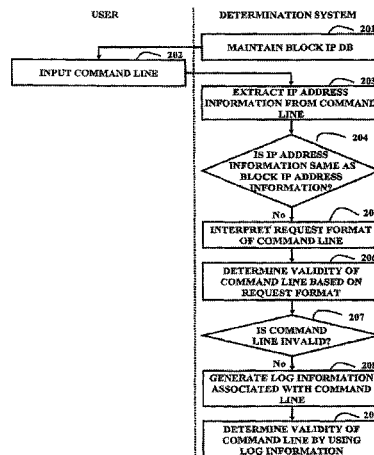 USER
DETERMINATION SYSTEM
201
MAINTAIN BLOCK IP DB
202
INPUT COMMAND LINE
203
EXTRACT IP ADDRESS
INFORMATION FROM COMMAND
LINE
204
IS IP ADDRESS
INFORMATION SAME AS
BLOCK IP ADDRESS
INFORMATION?
No
INTERPRET REQUEST FORMAT
OF COMMAND LINE
DETERMINE VALIDITY OF
COMMAND LINE BASED ON
REQUEST FORMAT
207
IS COMMAND
LINE INVALID?
No
GENERATE LOG INFORMATION
ASSOCIATED WITH COMMAND
LINE
DETERMINE VALIDITY OF
COMMAND LINE BY USING
LOG INFORMATION